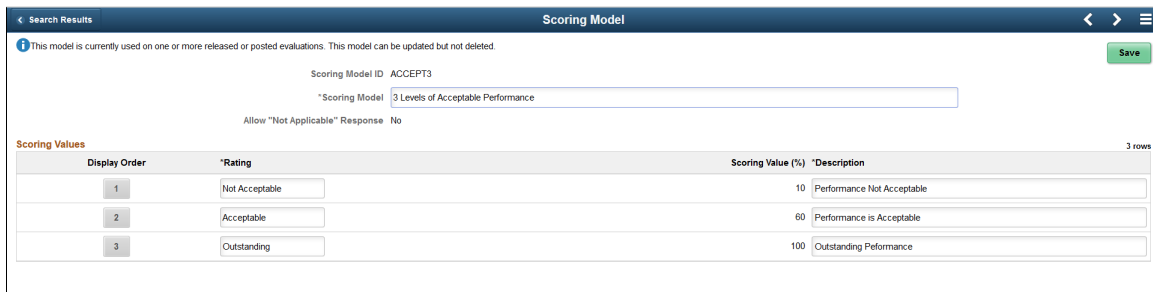 Search Results
Scoring Model
This model is currently used on one or more released or posted evaluations. This model can be updated but not deleted.
Save
Scoring Model ID ACCEPT3
*Scoring Model 3 Levels of Acceptable Performance
Allow "Not Applicable" Response No
Scoring Values 3 rows
Display Order *Rating Scoring Value (%) *Description
1 Not Acceptable 10 Performance Not Acceptable
2 Acceptable 60 Performance is Acceptable
3 Outstanding 100 Outstanding Peformance